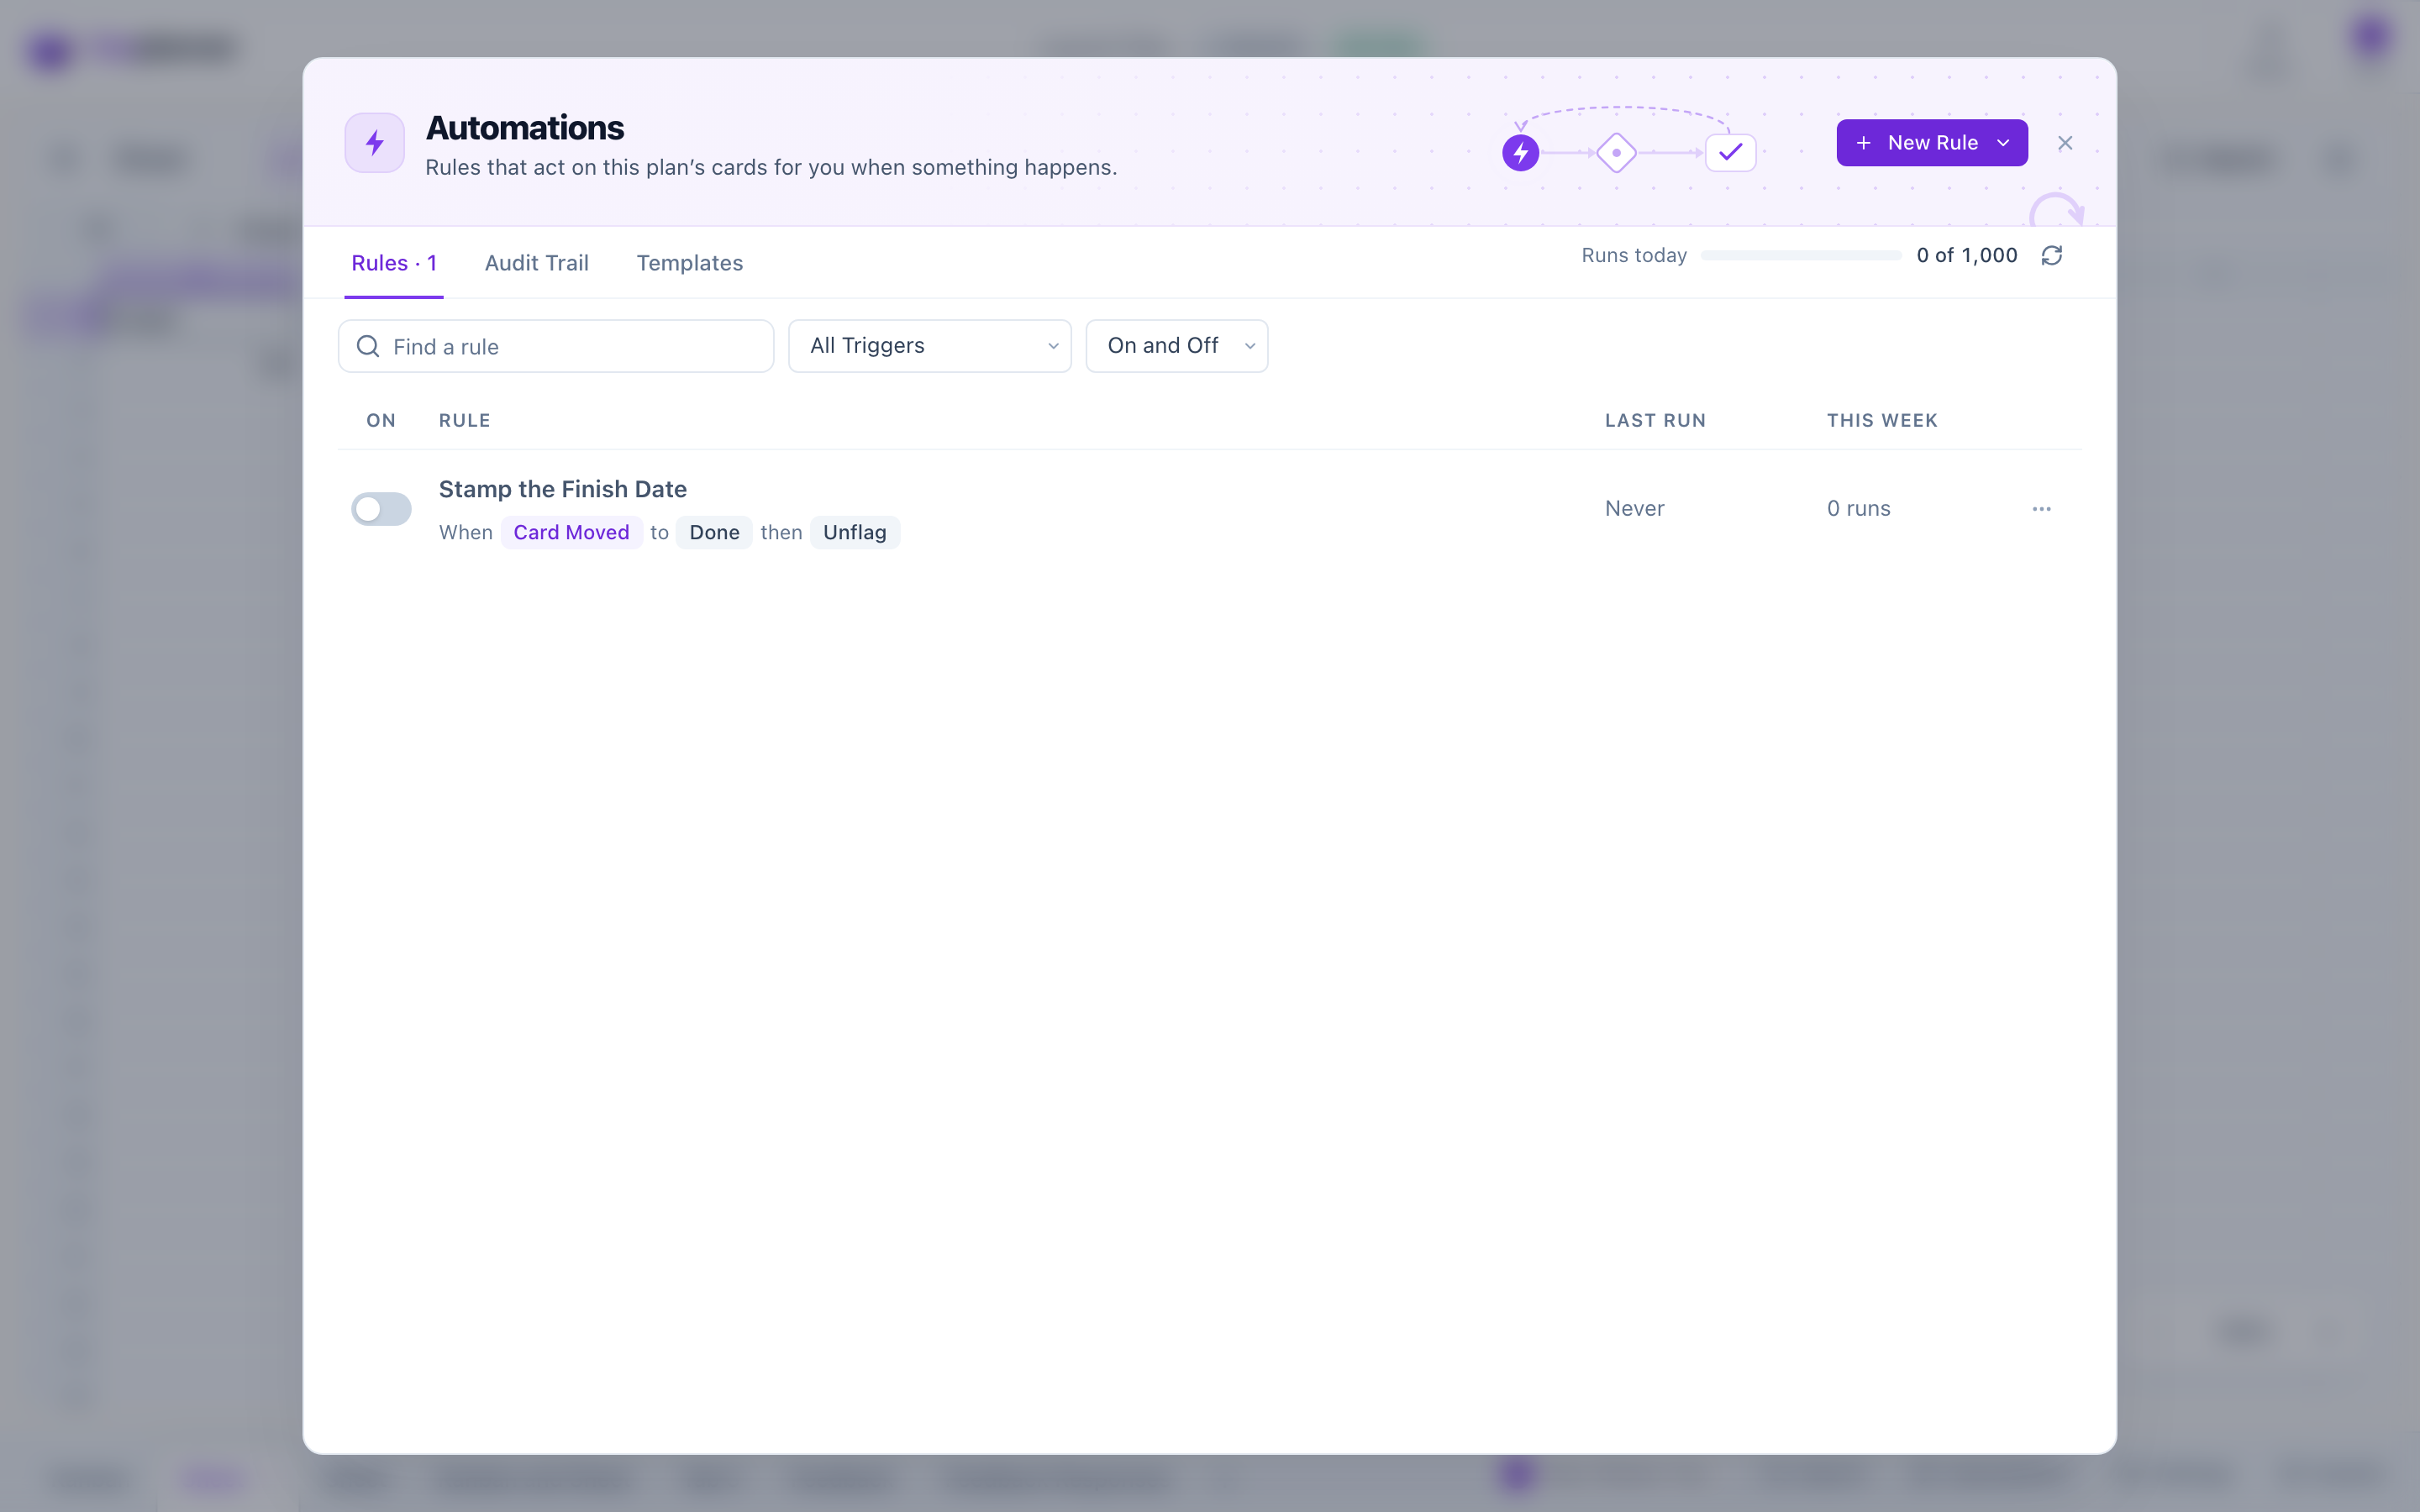 Automations
Rules that act on this plan’s cards for you when something happens.
New Rule
Rules · 1
Audit Trail
Templates
Runs today
0 of 1,000
Find a rule
All Triggers
On and Off
ON
RULE
LAST RUN
THIS WEEK
Stamp the Finish Date
When Card Moved to Done then Unflag
Never
0 runs